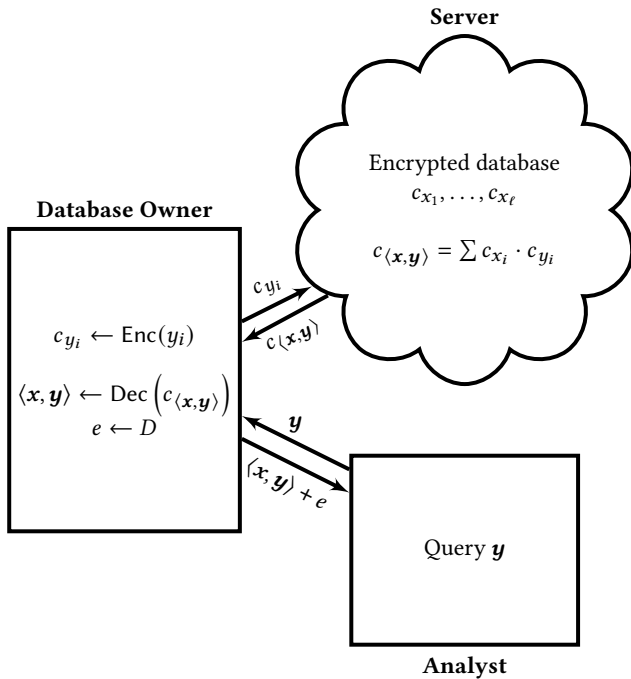 Server
Encrypted database
c_{x_1}, . . . , c_{x_ℓ}
c_{⟨x,y⟩} = ∑ c_{x_i} · c_{y_i}
Database Owner
c_{y_i}
c_{⟨x,y⟩}
c_{y_i} ← Enc(y_i)
⟨x, y⟩ ← Dec (c_{⟨x,y⟩})
e ← D
y
⟨x, y⟩ + e
Query y
Analyst